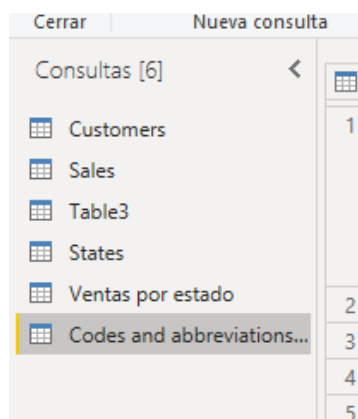 Cerrar Nueva consulta
Consultas [6]
Customers
Sales
Table3
States
Ventas por estado
Codes and abbreviations...
1
2
3
4
5